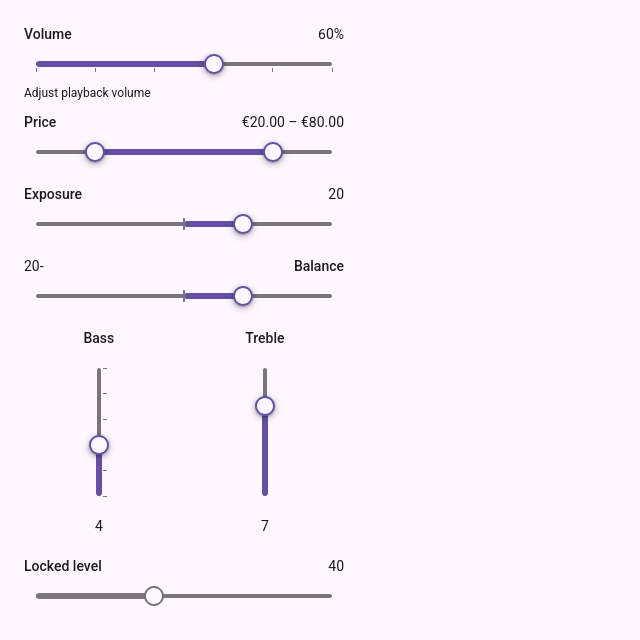 Volume 60%
Adjust playback volume
Price €20.00 – €80.00
Exposure 20
20- Balance
Bass Treble
4 7
Locked level 40